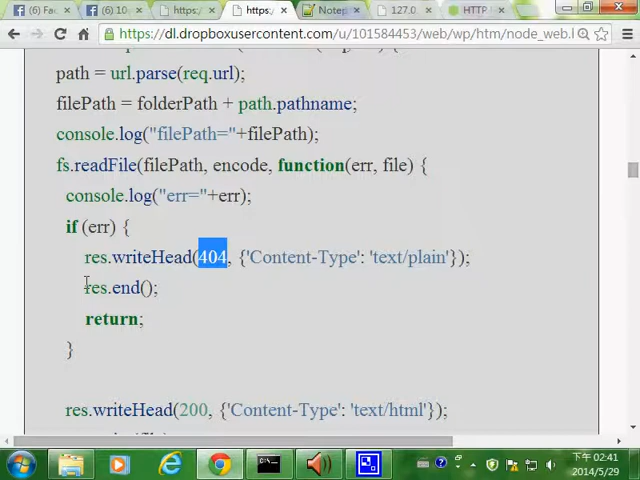 Fac
10
https:
https:
Notep
127.0.
HTTP
https://dl.dropboxusercontent.com/u/101584453/web/wp/htm/node_web.l
path = url.parse(req.url);
filePath = folderPath + path.pathname;
console.log("filePath="+filePath);
fs.readFile(filePath, encode, function(err, file) {
console.log("err="+err);
if (err) {
res.writeHead(404, {'Content-Type': 'text/plain'});
res.end();
return;
}
res.writeHead(200, {'Content-Type': 'text/html'});
下午 02:41
2014/5/29